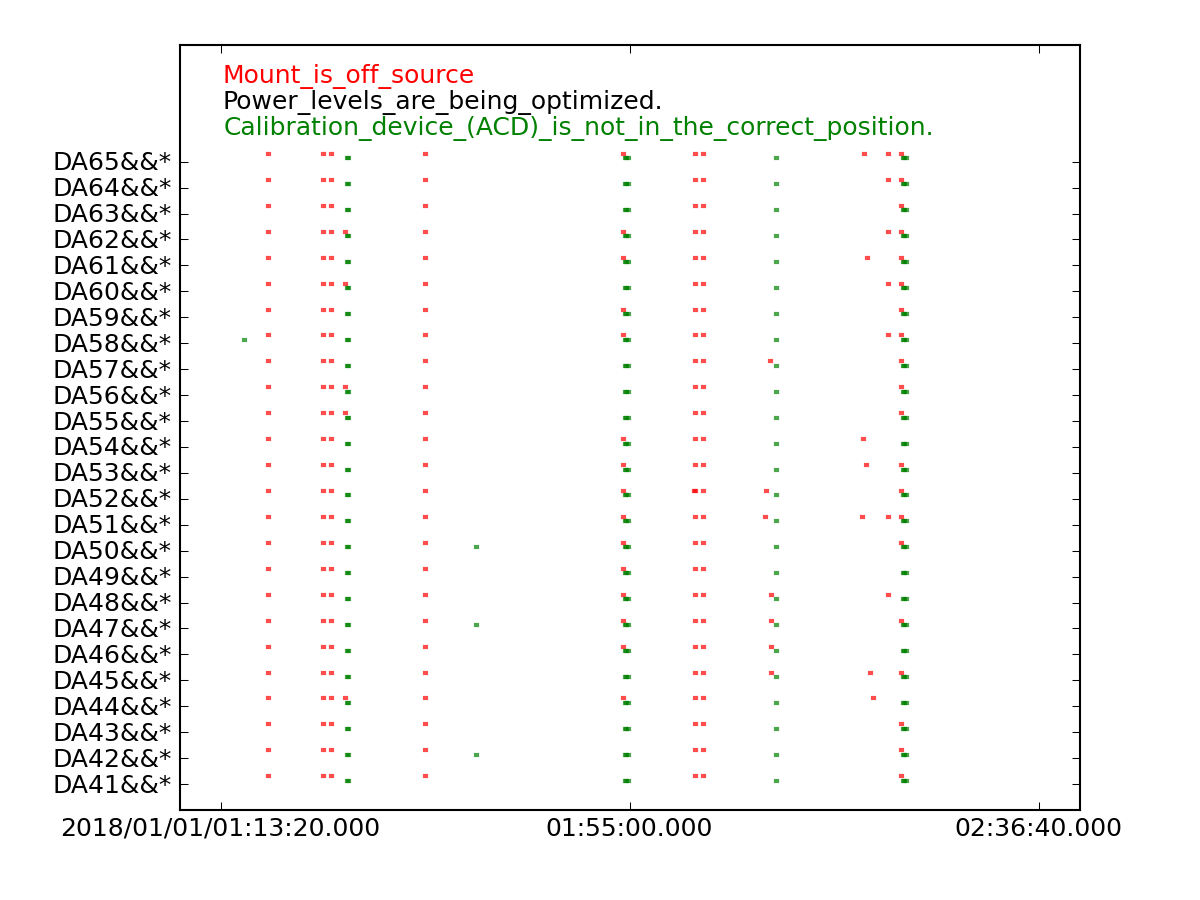 Mount_is_off_source
Power_levels_are_being_optimized.
Calibration_device_(ACD)_is_not_in_the_correct_position.
DA65&&*
DA64&&*
DA63&&*
DA62&&*
DA61&&*
DA60&&*
DA59&&*
DA58&&*
DA57&&*
DA56&&*
DA55&&*
DA54&&*
DA53&&*
DA52&&*
DA51&&*
DA50&&*
DA49&&*
DA48&&*
DA47&&*
DA46&&*
DA45&&*
DA44&&*
DA43&&*
DA42&&*
DA41&&*
2018/01/01/01:13:20.000 01:55:00.000 02:36:40.000